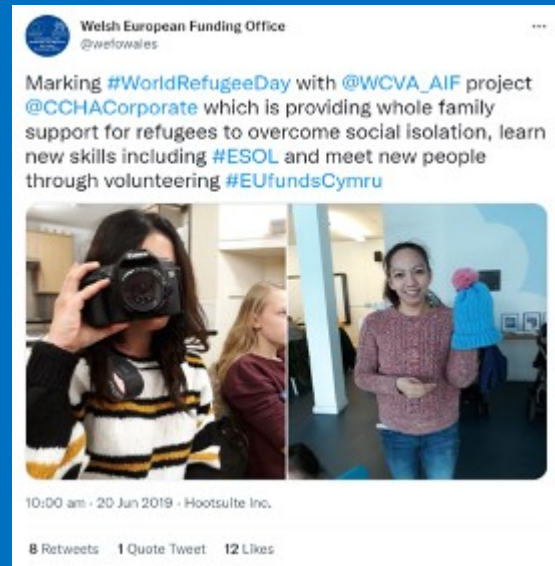 Welsh European Funding Office
@wefowales
Marking #WorldRefugeeDay with @WCVA_AIF project
@CCHACorporate which is providing whole family
support for refugees to overcome social isolation, learn
new skills including #ESOL and meet new people
through volunteering #EUfundsCymru
10:00 am · 20 Jun 2019 · Hootsuite Inc.
8 Retweets 1 Quote Tweet 12 Likes